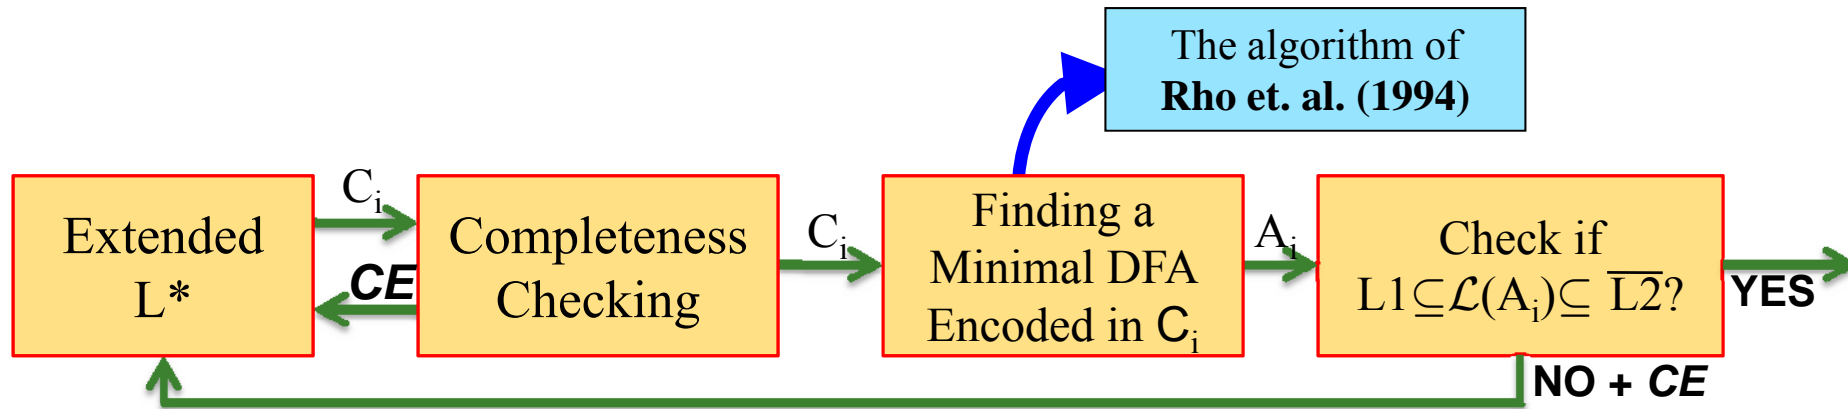 The algorithm of
Rho et. al. (1994)
Extended
L*
Cᵢ
CE
Completeness
Checking
Cᵢ
Finding a
Minimal DFA
Encoded in Cᵢ
Aᵢ
Check if
L1⊆ℒ(Aᵢ)⊆ L̅2̅?
YES
NO + CE